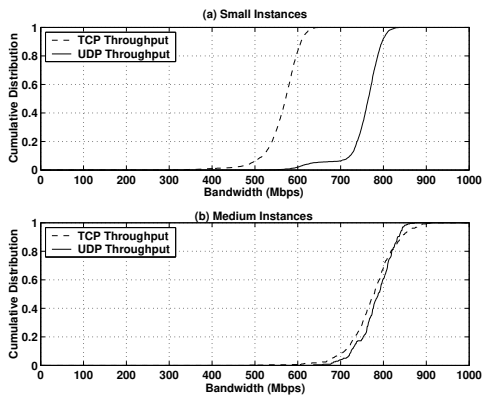 (a) Small Instances
TCP Throughput
UDP Throughput
Cumulative Distribution
1
0.8
0.6
0.4
0.2
0
0 100 200 300 400 500 600 700 800 900 1000
Bandwidth (Mbps)
(b) Medium Instances
TCP Throughput
UDP Throughput
Cumulative Distribution
1
0.8
0.6
0.4
0.2
0
0 100 200 300 400 500 600 700 800 900 1000
Bandwidth (Mbps)